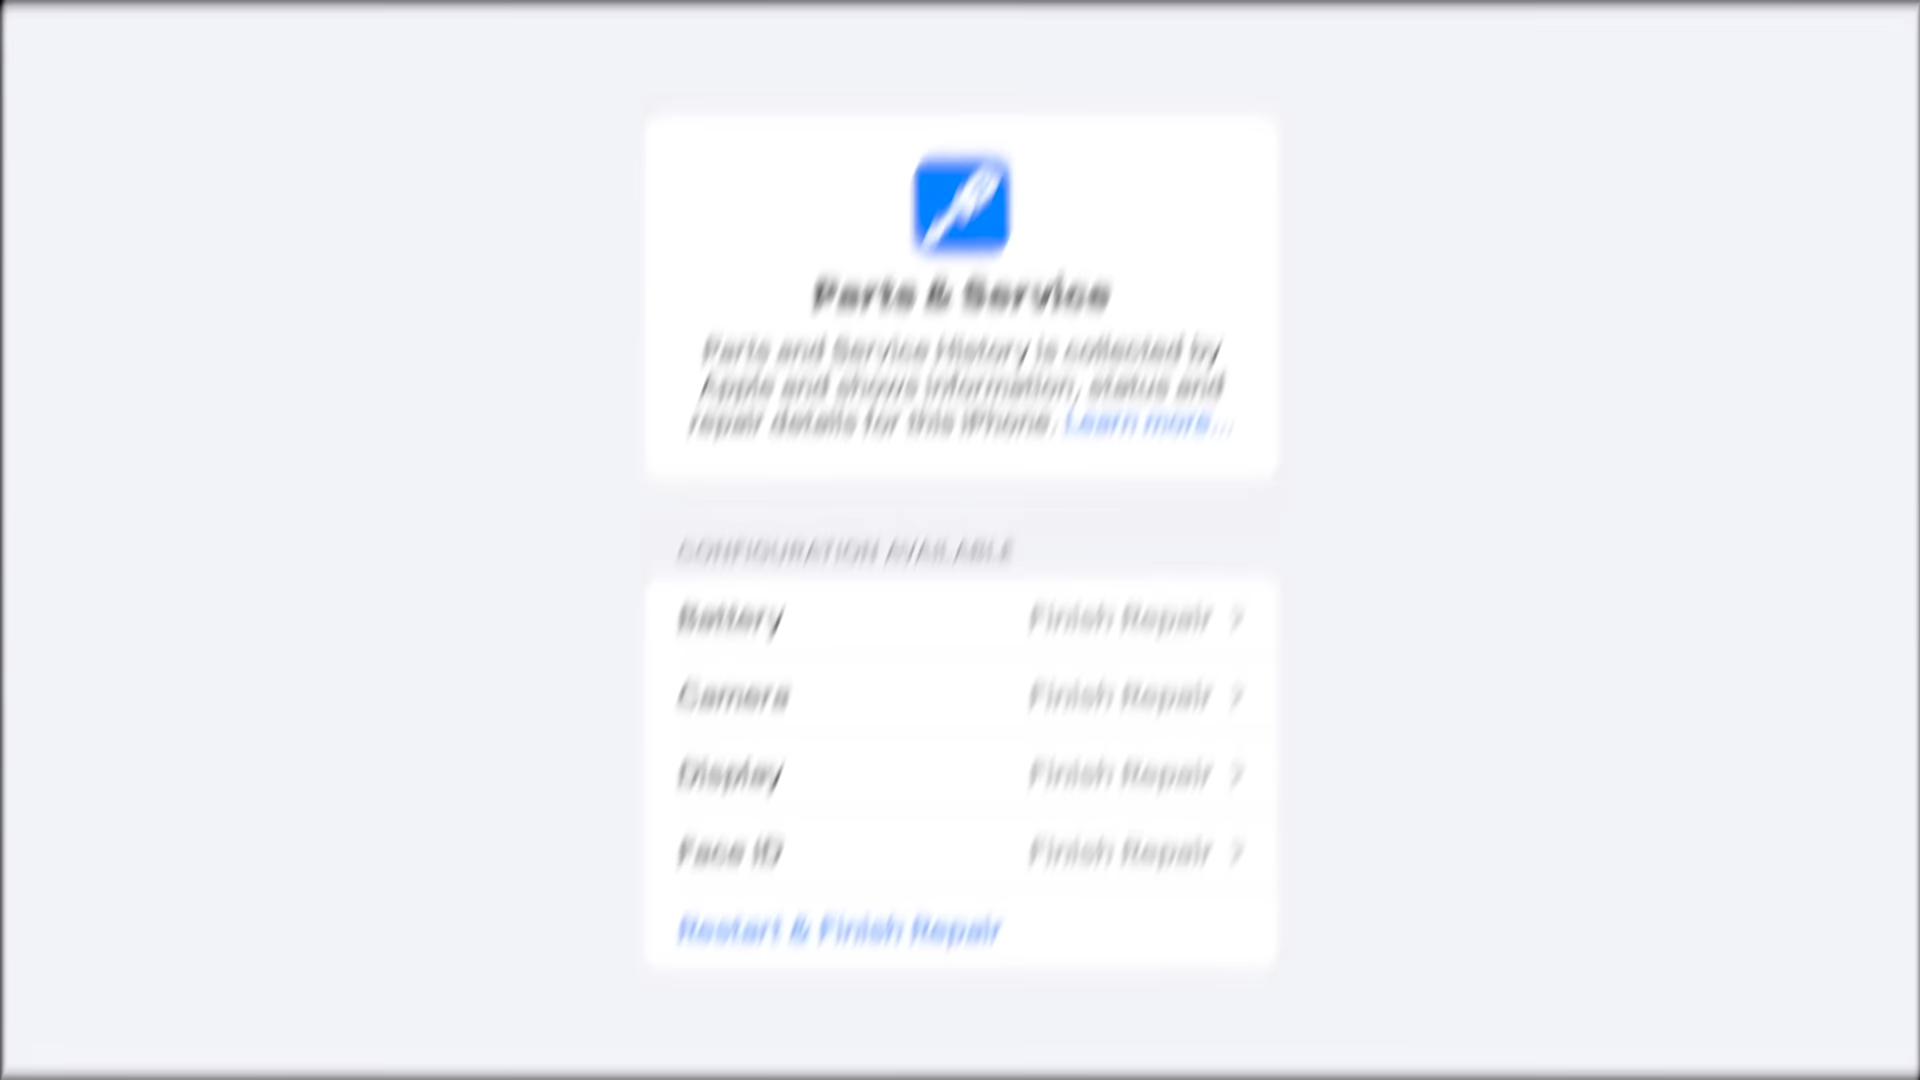 Parts & Service
Parts and Service History is collected by
Apple and shows information, status and
repair details for this iPhone. Learn more...
CONFIGURATION AVAILABLE
Battery Finish Repair >
Camera Finish Repair >
Display Finish Repair >
Face ID Finish Repair >
Restart & Finish Repair